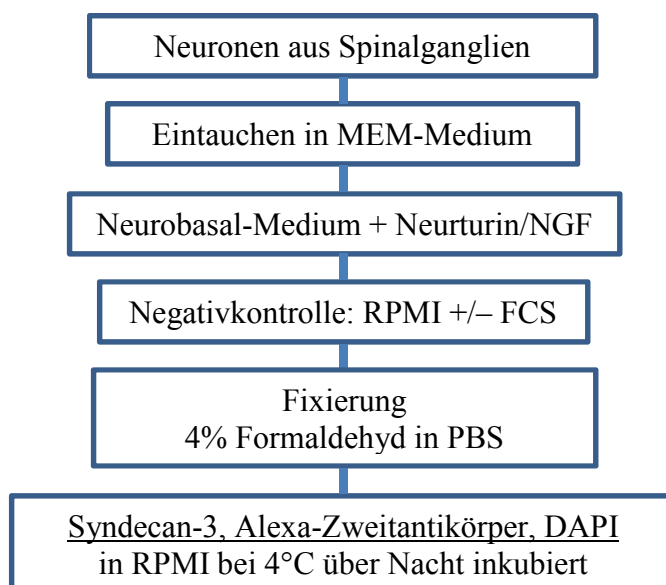 Neuronen aus Spinalganglien
Eintauchen in MEM-Medium
Neurobasal-Medium + Neurturin/NGF
Negativkontrolle: RPMI +/– FCS
Fixierung
4% Formaldehyd in PBS
Syndecan-3, Alexa-Zweitantikörper, DAPI
in RPMI bei 4°C über Nacht inkubiert